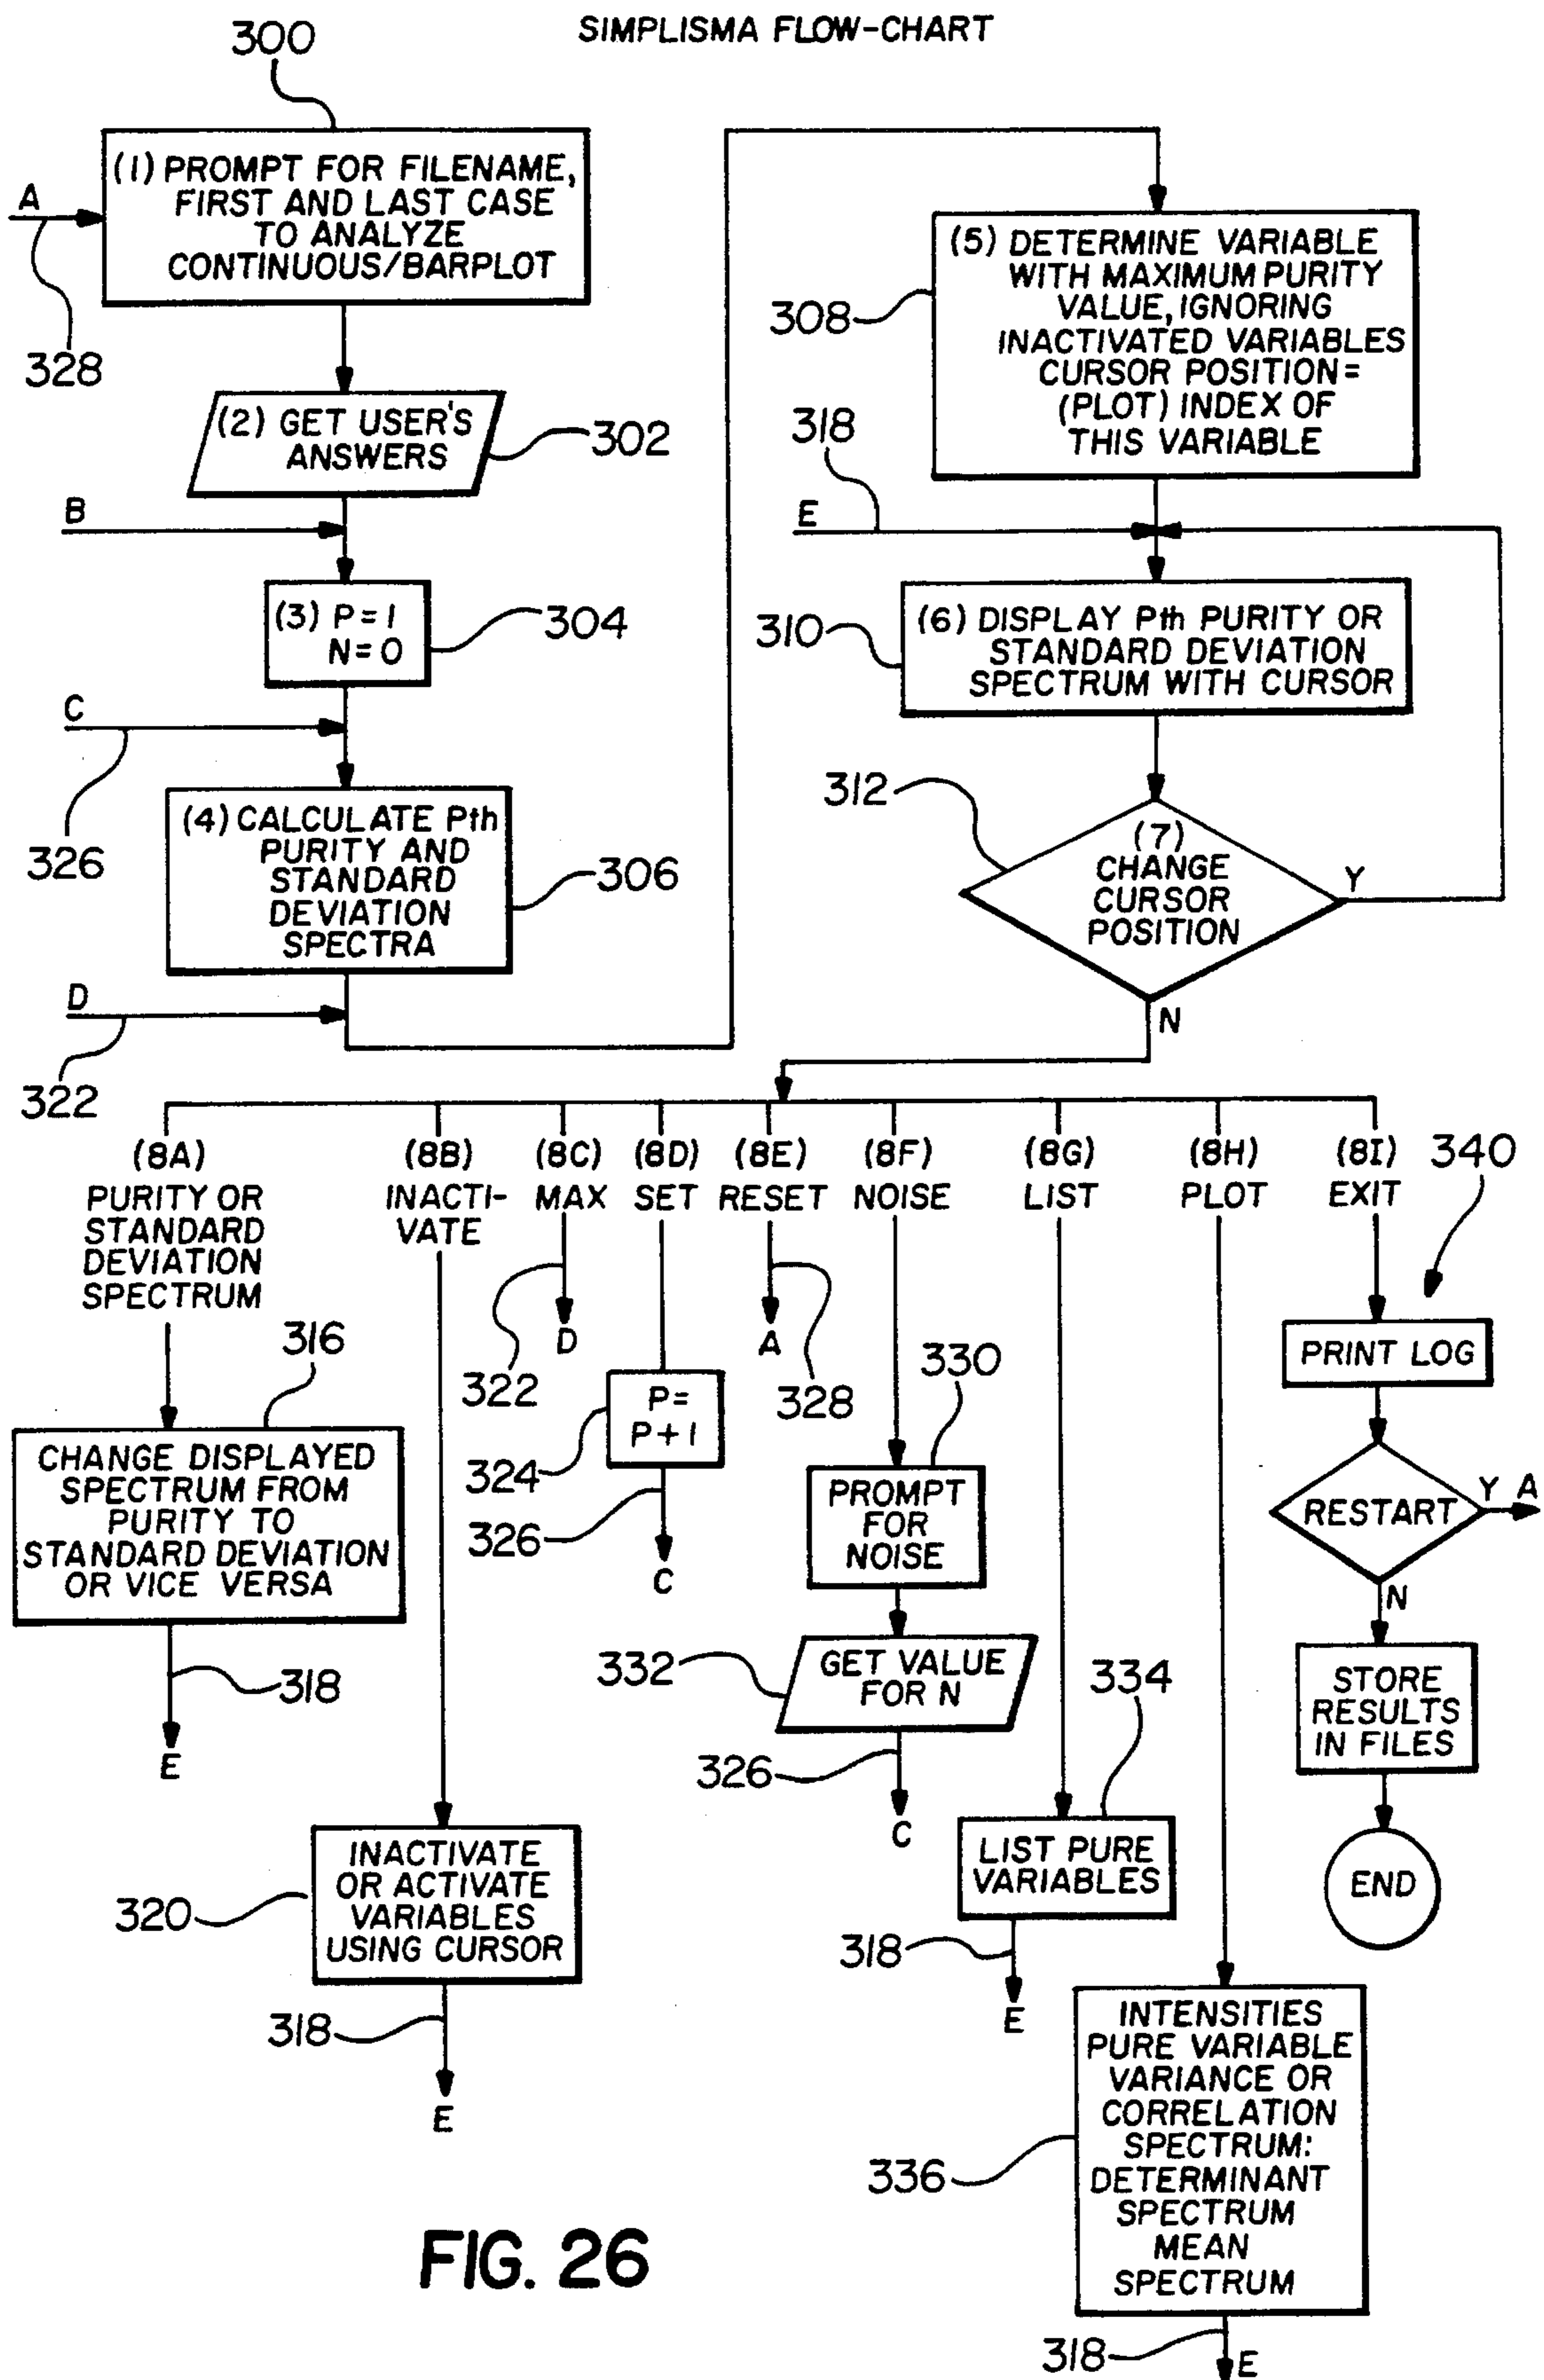 SIMPLISMA FLOW-CHART
300
A
328
(1) PROMPT FOR FILENAME,
FIRST AND LAST CASE
TO ANALYZE
CONTINUOUS/BARPLOT
(2) GET USER'S
ANSWERS
302
B
(3) P=1
N=0
304
C
326
(4) CALCULATE Pth
PURITY AND
STANDARD
DEVIATION
SPECTRA
306
D
322
(5) DETERMINE VARIABLE
WITH MAXIMUM PURITY
VALUE, IGNORING
INACTIVATED VARIABLES
CURSOR POSITION=
(PLOT) INDEX OF
THIS VARIABLE
308
318
E
(6) DISPLAY Pth PURITY OR
STANDARD DEVIATION
SPECTRUM WITH CURSOR
310
312
(7)
CHANGE
CURSOR
POSITION
Y
N
(8A)
PURITY OR
STANDARD
DEVIATION
SPECTRUM
316
CHANGE DISPLAYED
SPECTRUM FROM
PURITY TO
STANDARD DEVIATION
OR VICE VERSA
318
E
(8B)
INACTI-
VATE
320
INACTIVATE
OR ACTIVATE
VARIABLES
USING CURSOR
318
E
(8C)
MAX
322
D
(8D)
SET
324
P=
P+1
326
C
(8E)
RESET
A
328
(8F)
NOISE
330
PROMPT
FOR
NOISE
332
GET VALUE
FOR N
326
C
(8G)
LIST
334
LIST PURE
VARIABLES
318
E
(8H)
PLOT
336
INTENSITIES
PURE VARIABLE
VARIANCE OR
CORRELATION
SPECTRUM:
DETERMINANT
SPECTRUM
MEAN
SPECTRUM
318
E
(8I)
EXIT
340
PRINT LOG
RESTART
Y A
N
STORE
RESULTS
IN FILES
END
FIG. 26